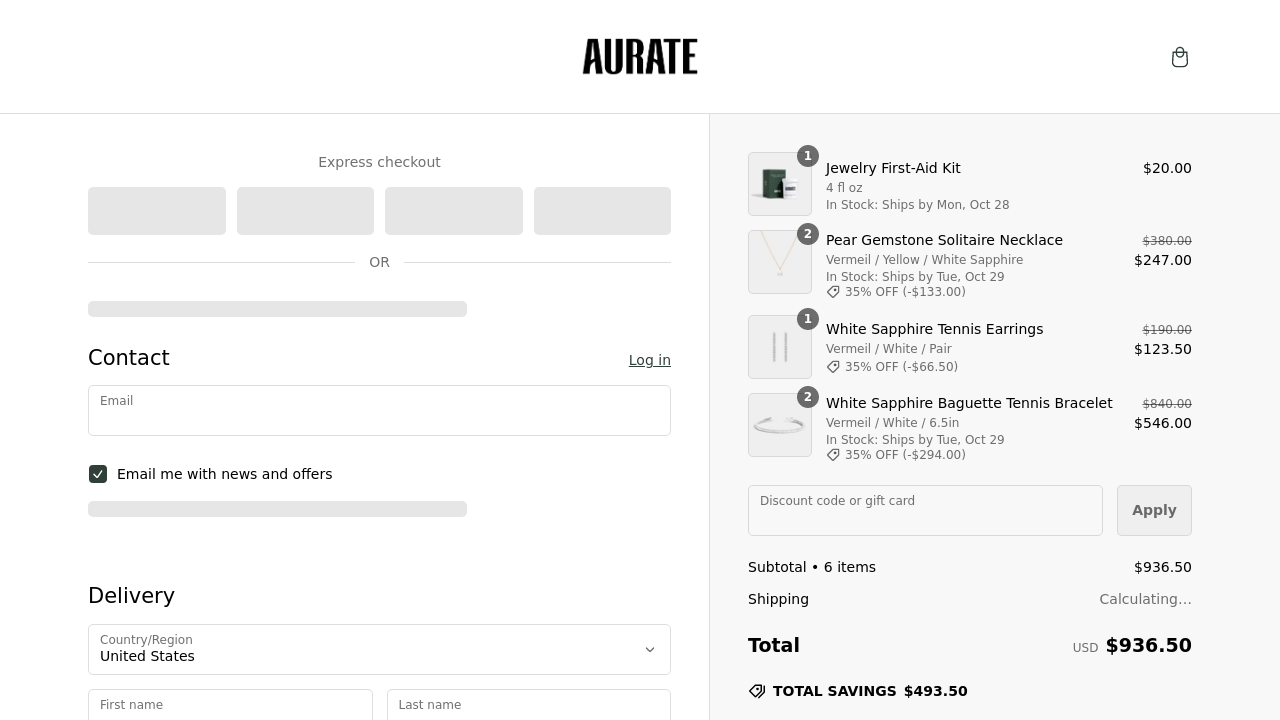 AURATE
Express checkout
OR
Contact
Log in
Email
Email me with news and offers
Delivery
Country/Region
United States
First name
Last name
1
Jewelry First-Aid Kit
$20.00
4 fl oz
In Stock: Ships by Mon, Oct 28
2
Pear Gemstone Solitaire Necklace
$380.00
Vermeil / Yellow / White Sapphire
$247.00
In Stock: Ships by Tue, Oct 29
35% OFF (-$133.00)
1
White Sapphire Tennis Earrings
$190.00
Vermeil / White / Pair
$123.50
35% OFF (-$66.50)
2
White Sapphire Baguette Tennis Bracelet
$840.00
Vermeil / White / 6.5in
$546.00
In Stock: Ships by Tue, Oct 29
35% OFF (-$294.00)
Discount code or gift card
Apply
Subtotal • 6 items
$936.50
Shipping
Calculating…
Total
USD $936.50
TOTAL SAVINGS $493.50